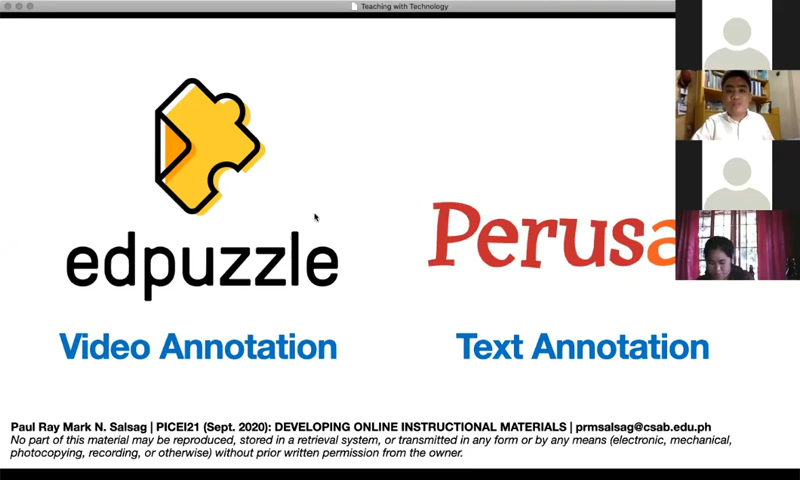 Teaching with Technology
edpuzzle
Perusa
Video Annotation
Text Annotation
Paul Ray Mark N. Salsag | PICEI21 (Sept. 2020): DEVELOPING ONLINE INSTRUCTIONAL MATERIALS | prmsalsag@csab.edu.ph
No part of this material may be reproduced, stored in a retrieval system, or transmitted in any form or by any means (electronic, mechanical,
photocopying, recording, or otherwise) without prior written permission from the owner.